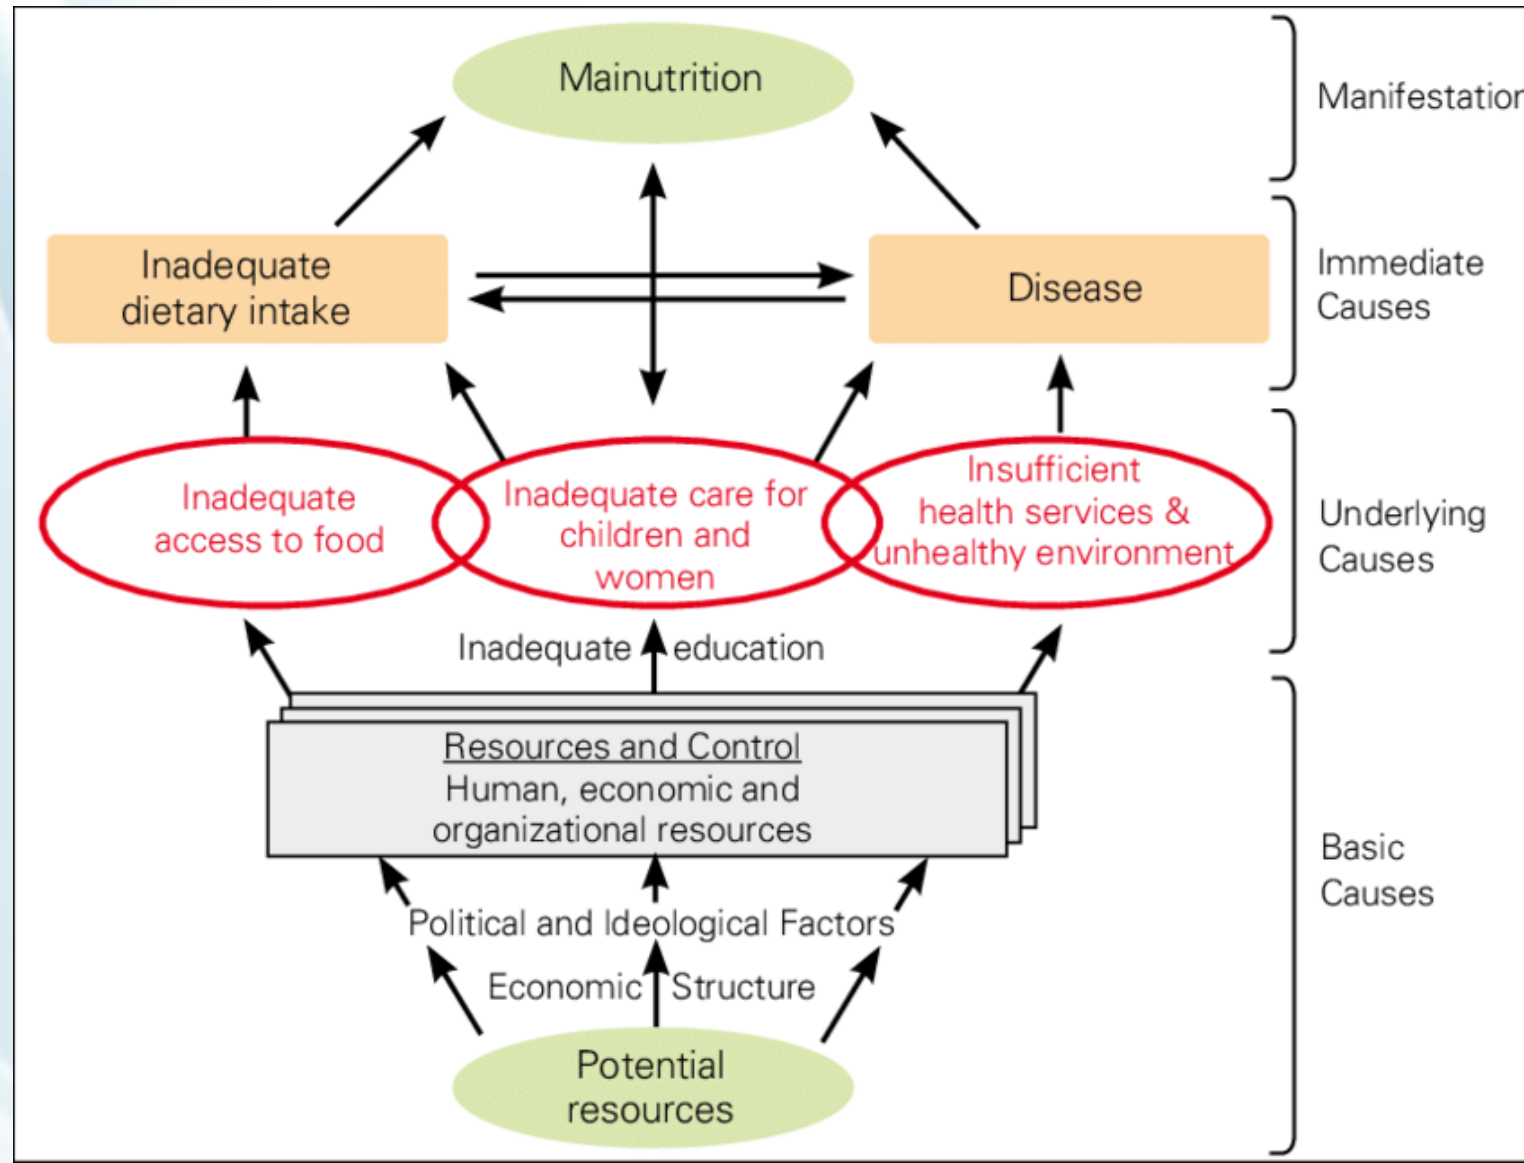 Mainutrition
Manifestation
Inadequate
dietary intake
Disease
Immediate
Causes
Inadequate
access to food
Inadequate care for
children and
women
Insufficient
health services &
unhealthy environment
Underlying
Causes
Inadequate education
Resources and Control
Human, economic and
organizational resources
Basic
Causes
Political and Ideological Factors
Economic Structure
Potential
resources